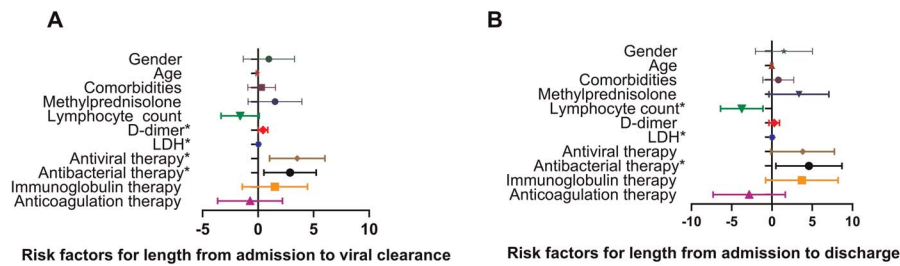 A
Gender
Age
Comorbidities
Methylprednisolone
Lymphocyte count
D-dimer*
LDH*
Antiviral therapy*
Antibacterial therapy*
Immunoglobulin therapy
Anticoagulation therapy
-5 0 5 10
Risk factors for length from admission to viral clearance
B
Gender
Age
Comorbidities
Methylprednisolone
Lymphocyte count*
D-dimer
LDH*
Antiviral therapy
Antibacterial therapy*
Immunoglobulin therapy
Anticoagulation therapy
-10 -5 0 5 10
Risk factors for length from admission to discharge